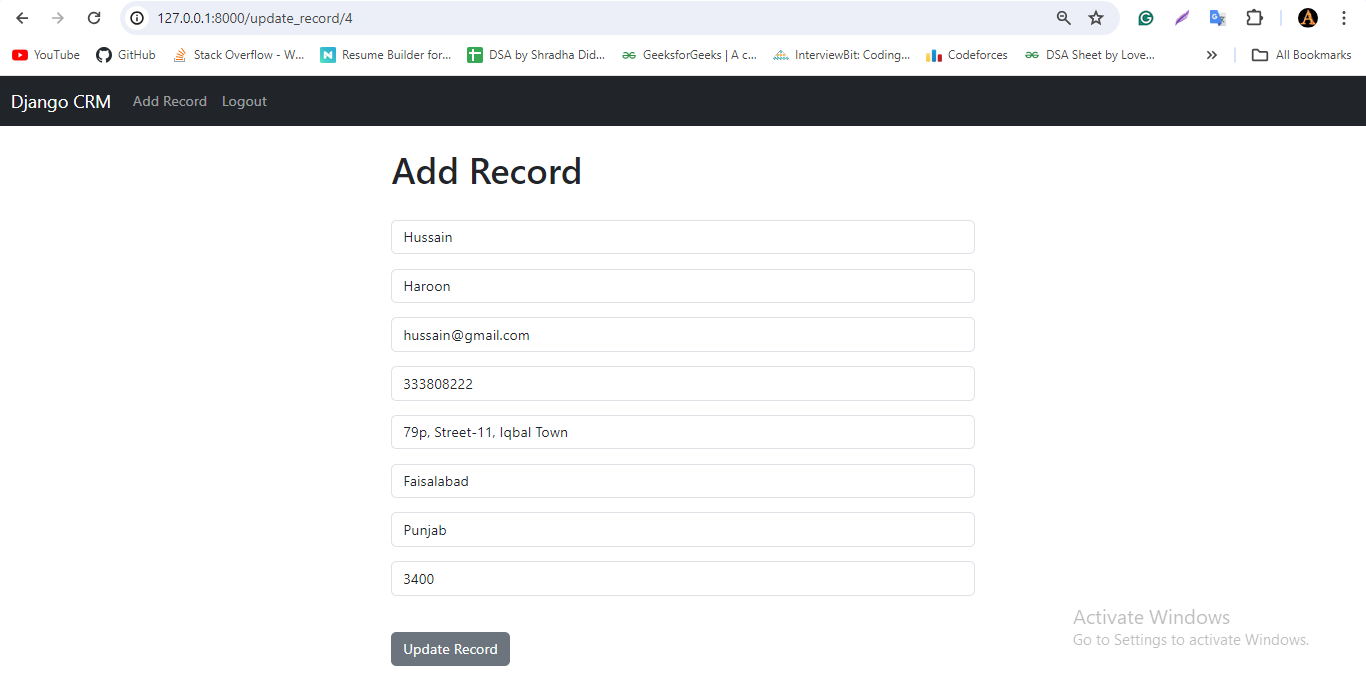 127.0.0.1:8000/update_record/4
YouTube GitHub Stack Overflow - W... Resume Builder for... DSA by Shradha Did... GeeksforGeeks | A c... InterviewBit: Coding... Codeforces DSA Sheet by Love... » All Bookmarks
Django CRM Add Record Logout
Add Record
Hussain
Haroon
hussain@gmail.com
333808222
79p, Street-11, Iqbal Town
Faisalabad
Punjab
3400
Activate Windows
Go to Settings to activate Windows.
Update Record